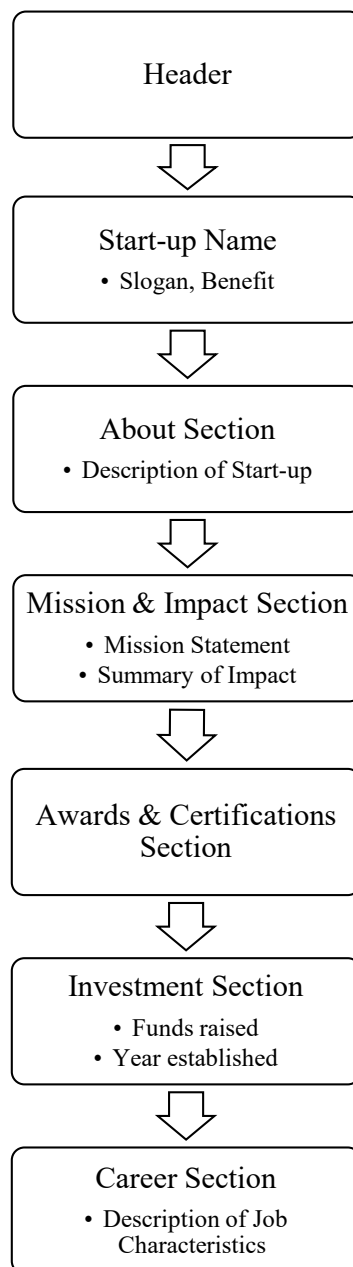 Header
Start-up Name
• Slogan, Benefit
About Section
• Description of Start-up
Mission & Impact Section
• Mission Statement
• Summary of Impact
Awards & Certifications
Section
Investment Section
• Funds raised
• Year established
Career Section
• Description of Job
Characteristics